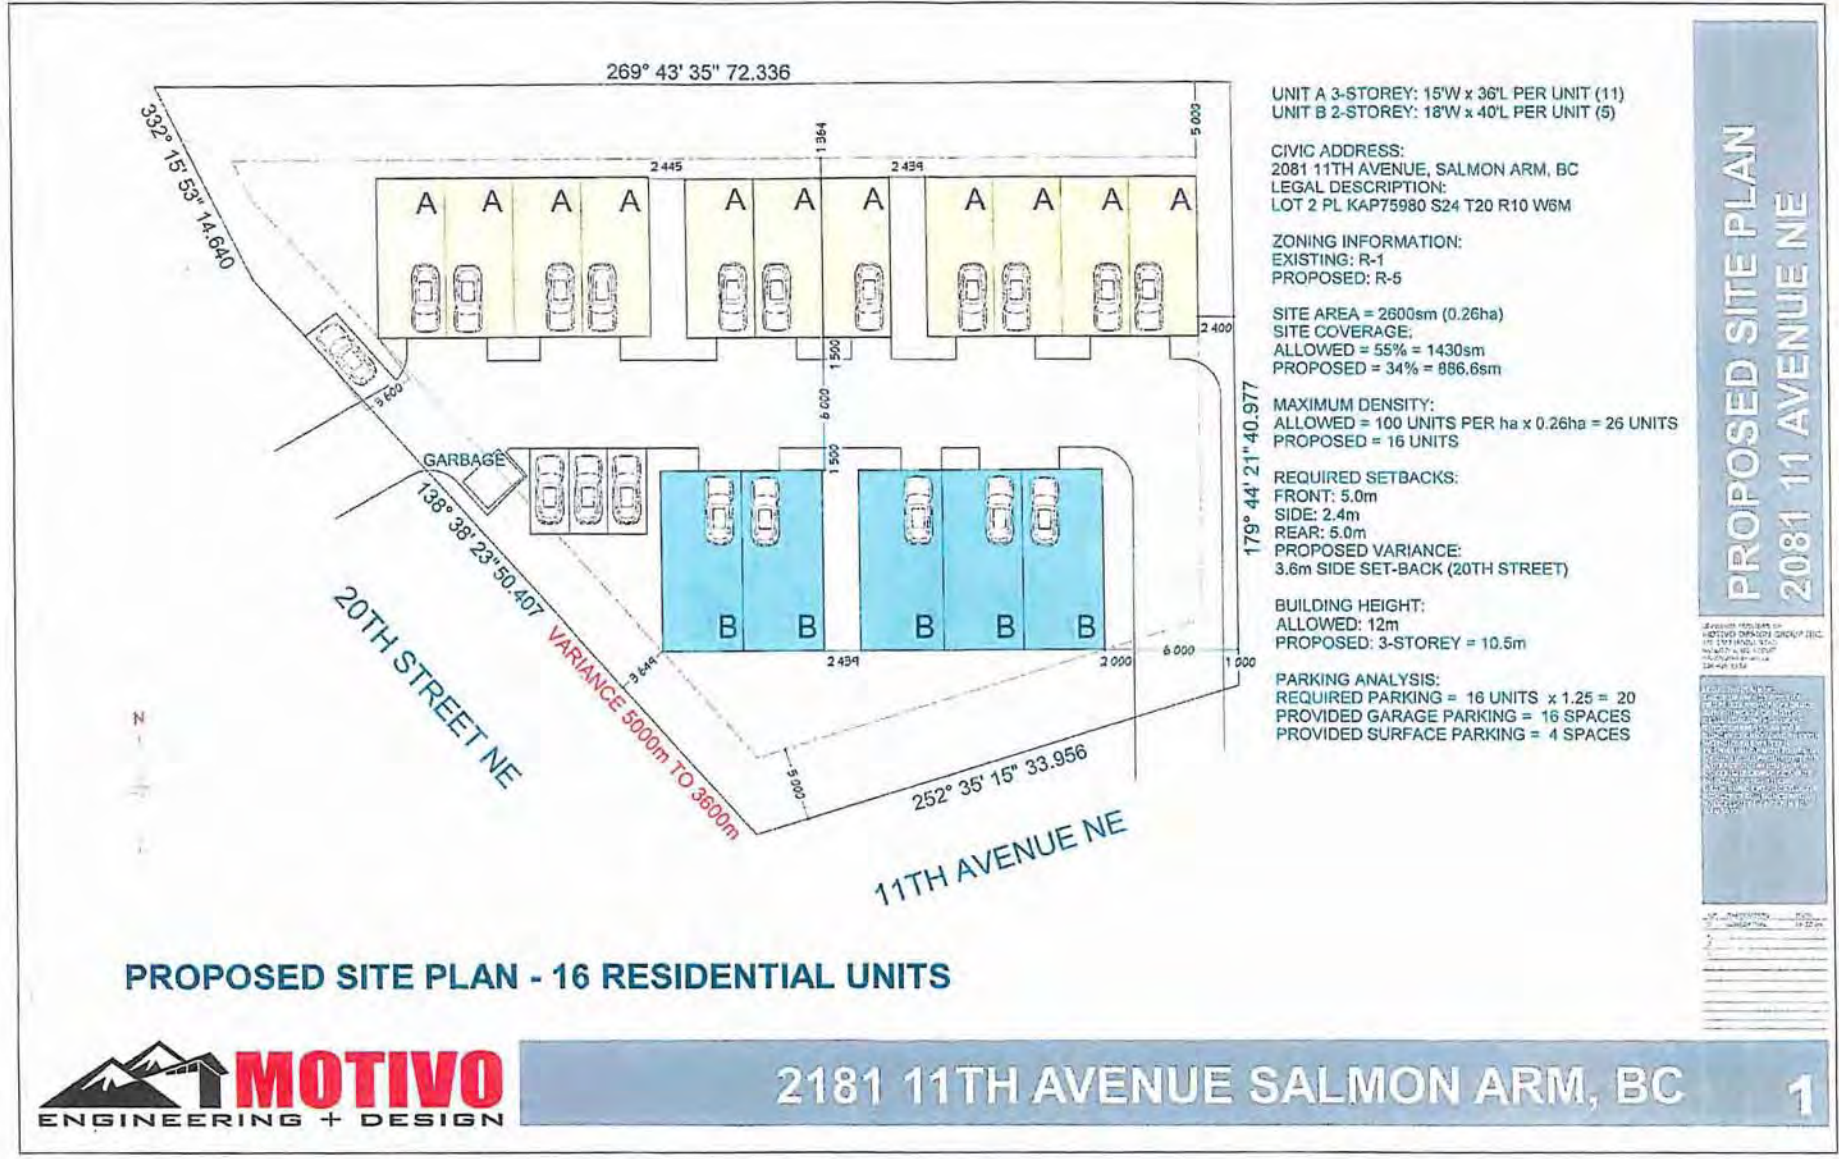 269° 43' 35" 72.336
332° 15' 53" 14.640
5 000
1 864
2 445
2 434
A A A A A A A A A A A
2 400
1 500
6 000
1 500
3 600
GARBAGE
138° 38' 23" 50.407
179° 44' 21" 40.977
B B B B B
2 434
2 000
6 000
1 000
3 644
5 000
20TH STREET NE
VARIANCE 5000m TO 3600m
252° 35' 15" 33.956
11TH AVENUE NE
N
UNIT A 3-STOREY: 15'W x 36'L PER UNIT (11)
UNIT B 2-STOREY: 18'W x 40'L PER UNIT (5)
CIVIC ADDRESS:
2081 11TH AVENUE, SALMON ARM, BC
LEGAL DESCRIPTION:
LOT 2 PL KAP75980 S24 T20 R10 W6M
ZONING INFORMATION:
EXISTING: R-1
PROPOSED: R-5
SITE AREA = 2600sm (0.26ha)
SITE COVERAGE:
ALLOWED = 55% = 1430sm
PROPOSED = 34% = 886.6sm
MAXIMUM DENSITY:
ALLOWED = 100 UNITS PER ha x 0.26ha = 26 UNITS
PROPOSED = 16 UNITS
REQUIRED SETBACKS:
FRONT: 5.0m
SIDE: 2.4m
REAR: 5.0m
PROPOSED VARIANCE:
3.6m SIDE SET-BACK (20TH STREET)
BUILDING HEIGHT:
ALLOWED: 12m
PROPOSED: 3-STOREY = 10.5m
PARKING ANALYSIS:
REQUIRED PARKING = 16 UNITS x 1.25 = 20
PROVIDED GARAGE PARKING = 16 SPACES
PROVIDED SURFACE PARKING = 4 SPACES
PROPOSED SITE PLAN
2081 11 AVENUE NE
PROPOSED SITE PLAN - 16 RESIDENTIAL UNITS
MOTIVO
ENGINEERING + DESIGN
2181 11TH AVENUE SALMON ARM, BC
1